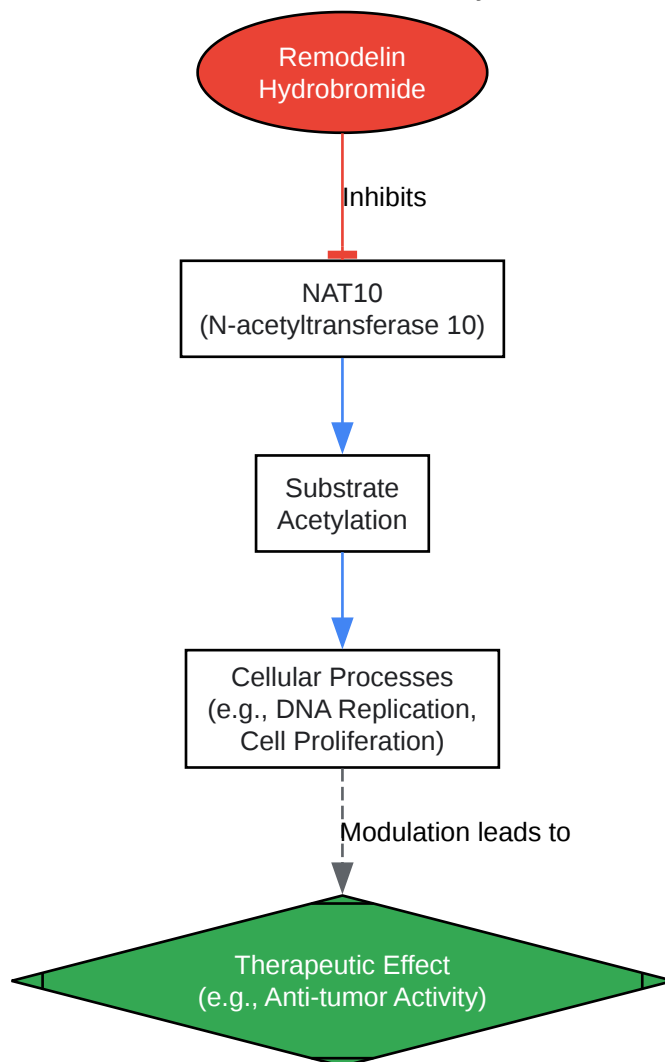 Remodelin
Hydrobromide
Inhibits
NAT10
(N-acetyltransferase 10)
Substrate
Acetylation
Cellular Processes
(e.g., DNA Replication,
Cell Proliferation)
Modulation leads to
Therapeutic Effect
(e.g., Anti-tumor Activity)